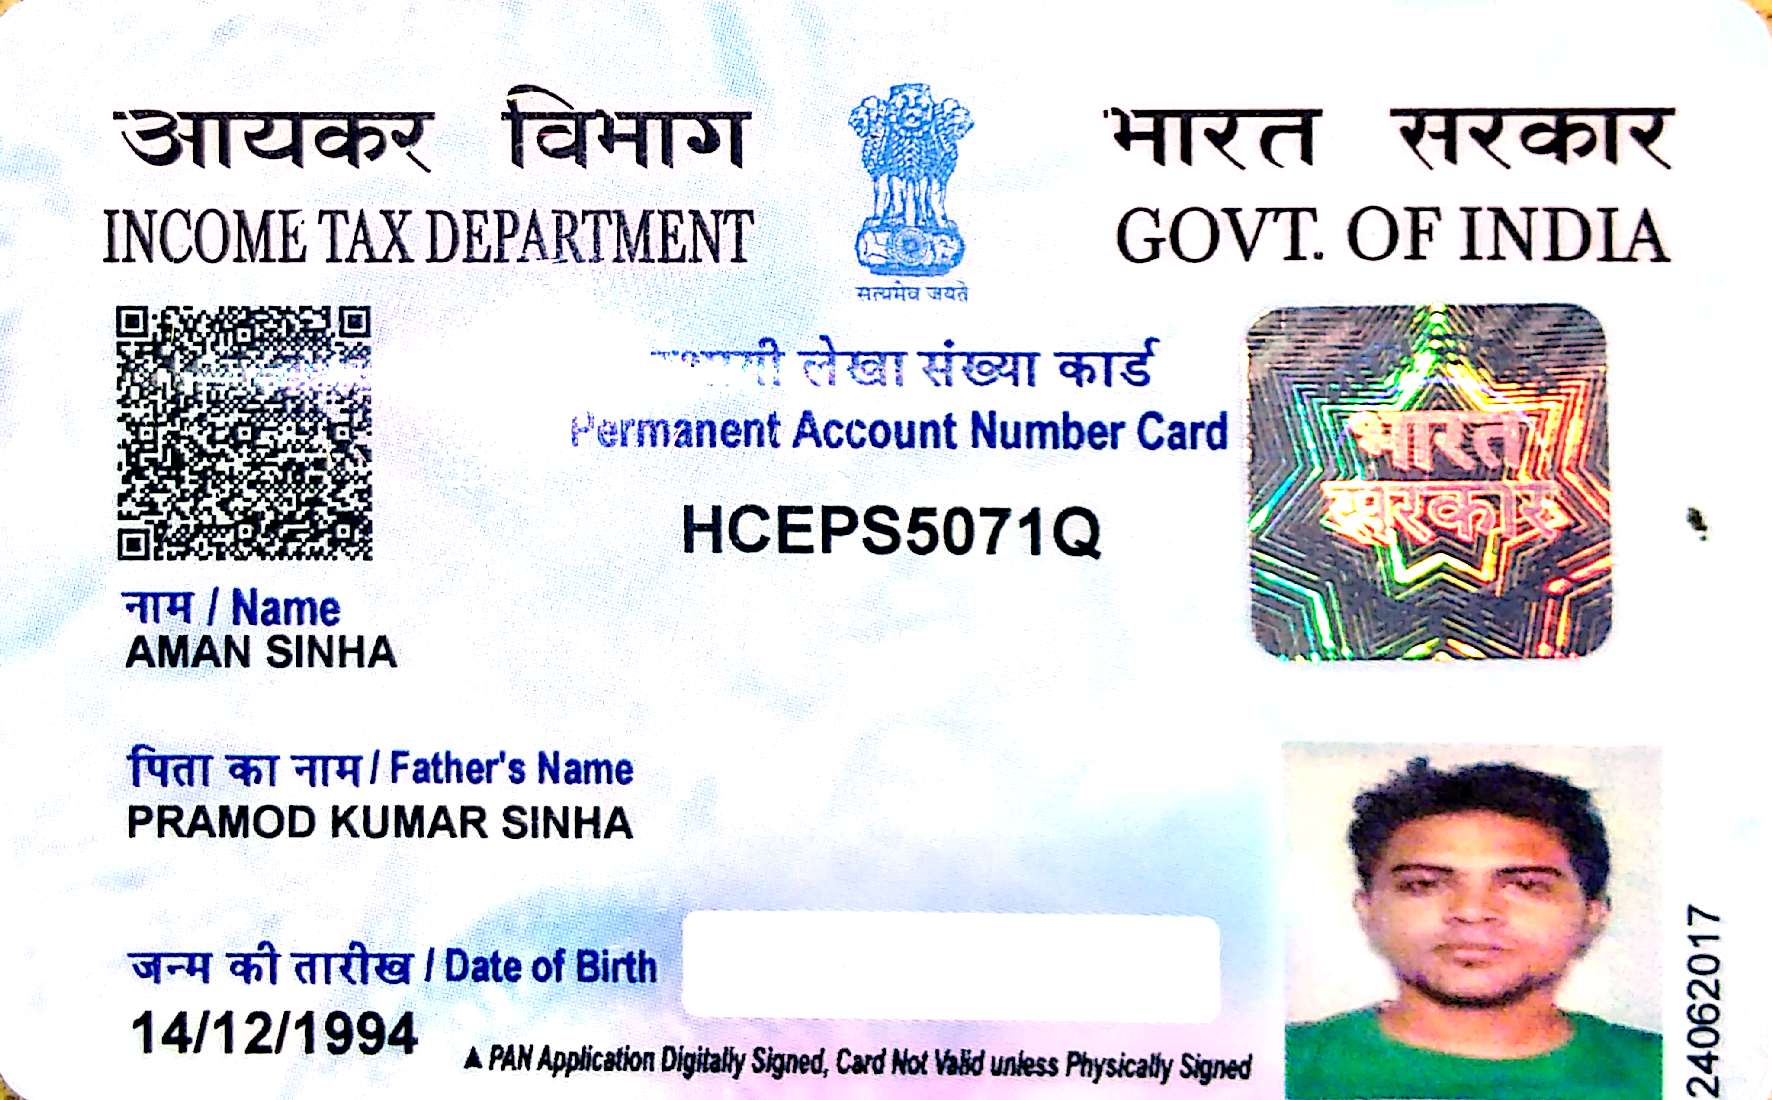 आयकर विभाग
INCOME TAX DEPARTMENT
सत्यमेव जयते
भारत सरकार
GOVT. OF INDIA
लेखा संख्या कार्ड
Permanent Account Number Card
HCEPS5071Q
भारत
सरकार
नाम / Name
AMAN SINHA
पिता का नाम / Father's Name
PRAMOD KUMAR SINHA
जन्म की तारीख / Date of Birth
14/12/1994
▲ PAN Application Digitally Signed, Card Not Valid unless Physically Signed
24062017